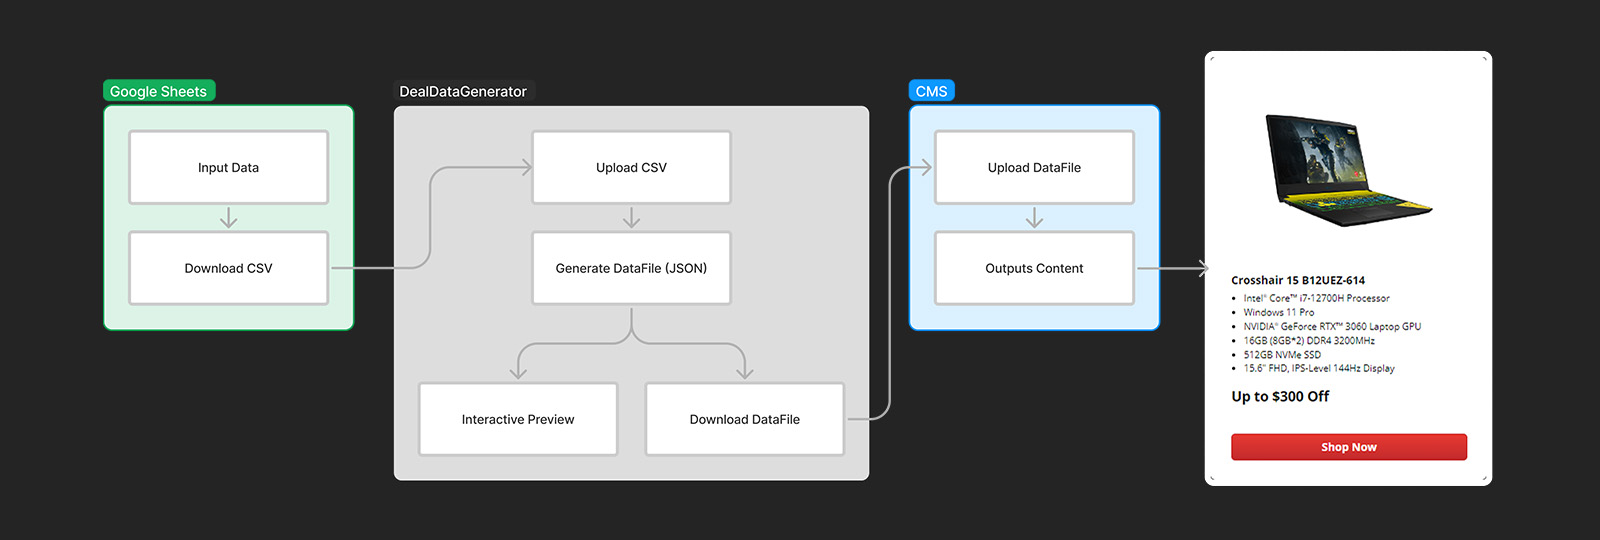 Google Sheets
Input Data
Download CSV
DealDataGenerator
Upload CSV
Generate DataFile (JSON)
Interactive Preview
Download DataFile
CMS
Upload DataFile
Outputs Content
Crosshair 15 B12UEZ-614
• Intel® Core™ i7-12700H Processor
• Windows 11 Pro
• NVIDIA® GeForce RTX™ 3060 Laptop GPU
• 16GB (8GB*2) DDR4 3200MHz
• 512GB NVMe SSD
• 15.6" FHD, IPS-Level 144Hz Display
Up to $300 Off
Shop Now